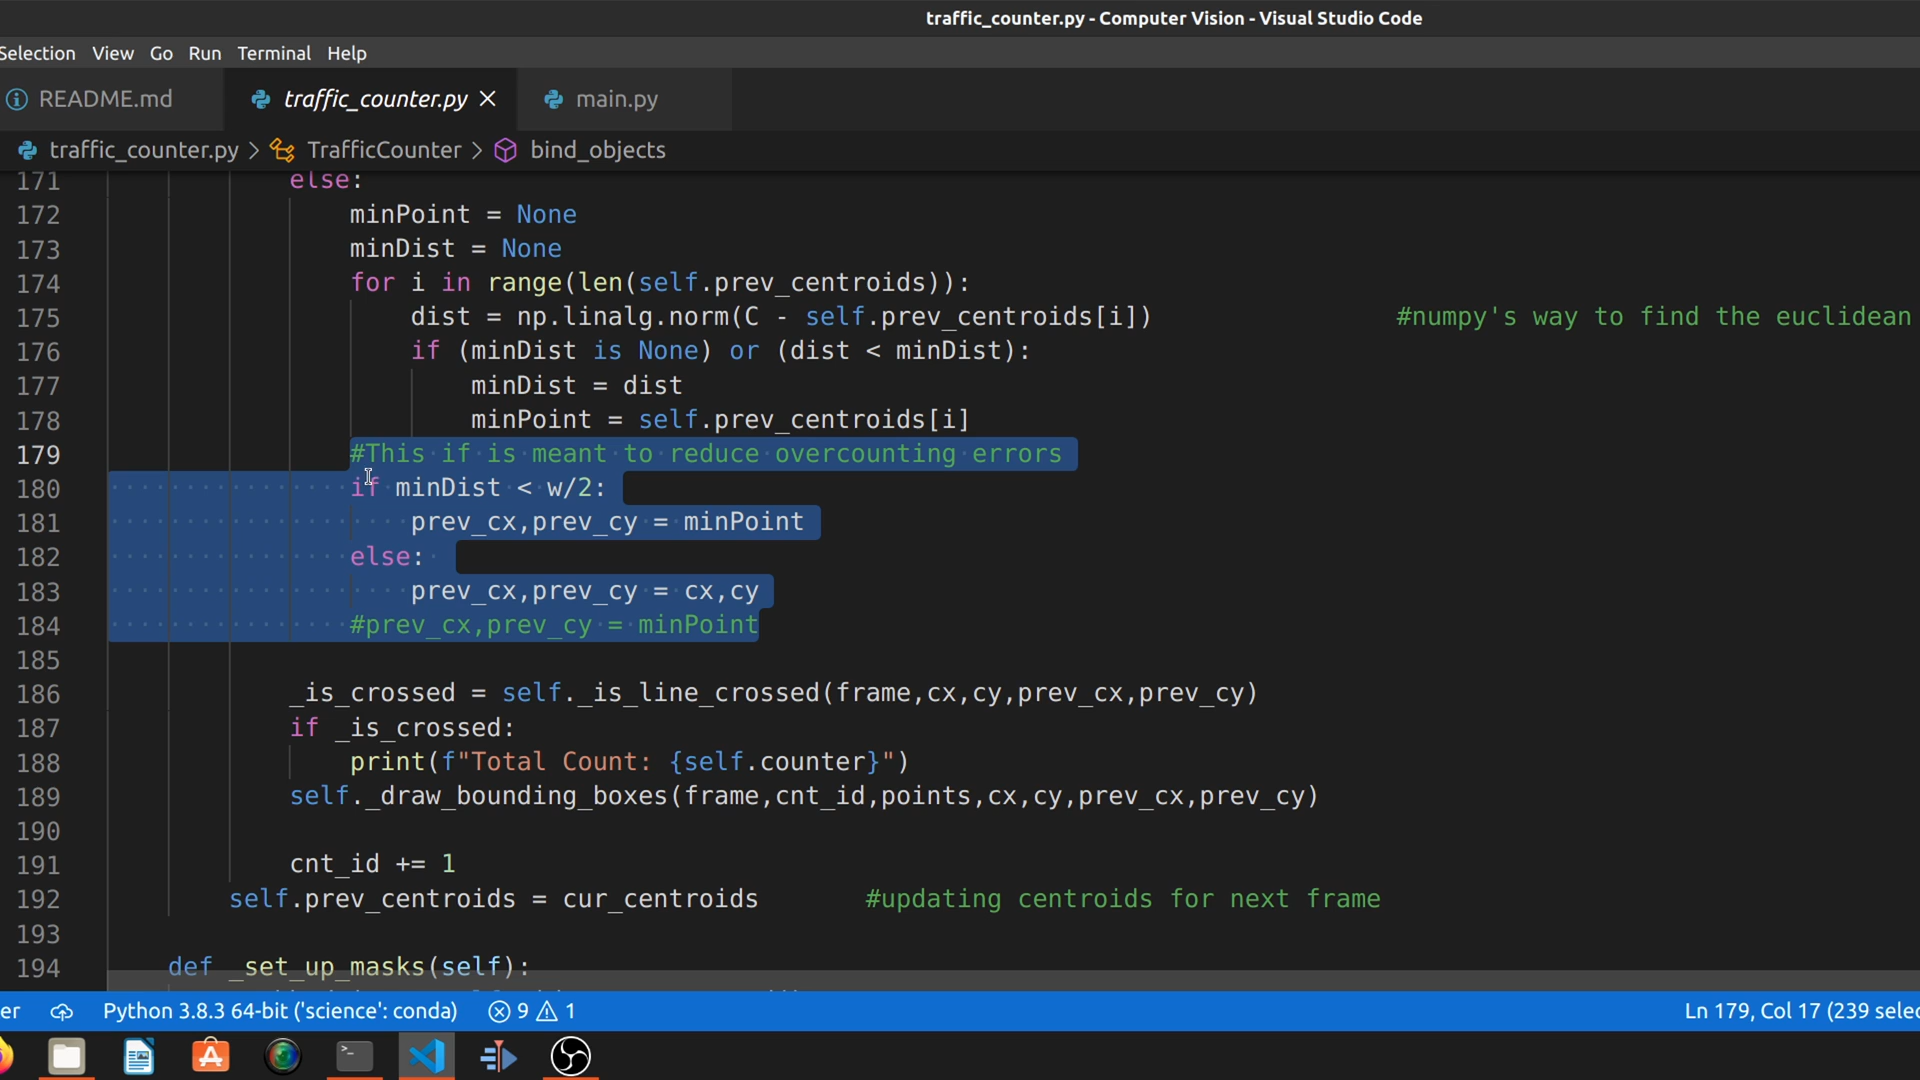 traffic_counter.py - Computer Vision - Visual Studio Code
Selection View Go Run Terminal Help
README.md traffic_counter.py main.py
traffic_counter.py > TrafficCounter > bind_objects
171 else:
172 minPoint = None
173 minDist = None
174 for i in range(len(self.prev_centroids)):
175 dist = np.linalg.norm(C - self.prev_centroids[i]) #numpy's way to find the euclidean
176 if (minDist is None) or (dist < minDist):
177 minDist = dist
178 minPoint = self.prev_centroids[i]
179 #This if is meant to reduce overcounting errors
180 if minDist < w/2:
181 prev_cx,prev_cy = minPoint
182 else:
183 prev_cx,prev_cy = cx,cy
184 #prev_cx,prev_cy = minPoint
185
186 _is_crossed = self._is_line_crossed(frame,cx,cy,prev_cx,prev_cy)
187 if _is_crossed:
188 print(f"Total Count: {self.counter}")
189 self._draw_bounding_boxes(frame,cnt_id,points,cx,cy,prev_cx,prev_cy)
190
191 cnt_id += 1
192 self.prev_centroids = cur_centroids #updating centroids for next frame
193
194 def _set_up_masks(self):
er Python 3.8.3 64-bit ('science': conda) 9 1 Ln 179, Col 17 (239 selec